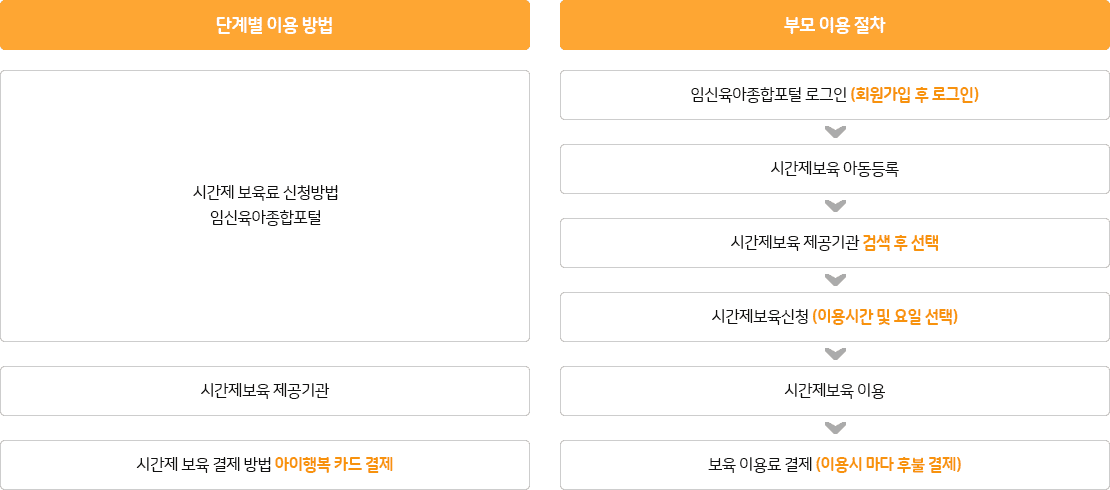 단계별 이용 방법
부모 이용 절차
시간제 보육료 신청방법
임신육아종합포털
임신육아종합포털 로그인 (회원가입 후 로그인)
시간제보육 아동등록
시간제보육 제공기관 검색 후 선택
시간제보육신청 (이용시간 및 요일 선택)
시간제보육 제공기관
시간제보육 이용
시간제 보육 결제 방법 아이행복 카드 결제
보육 이용료 결제 (이용시 마다 후불 결제)